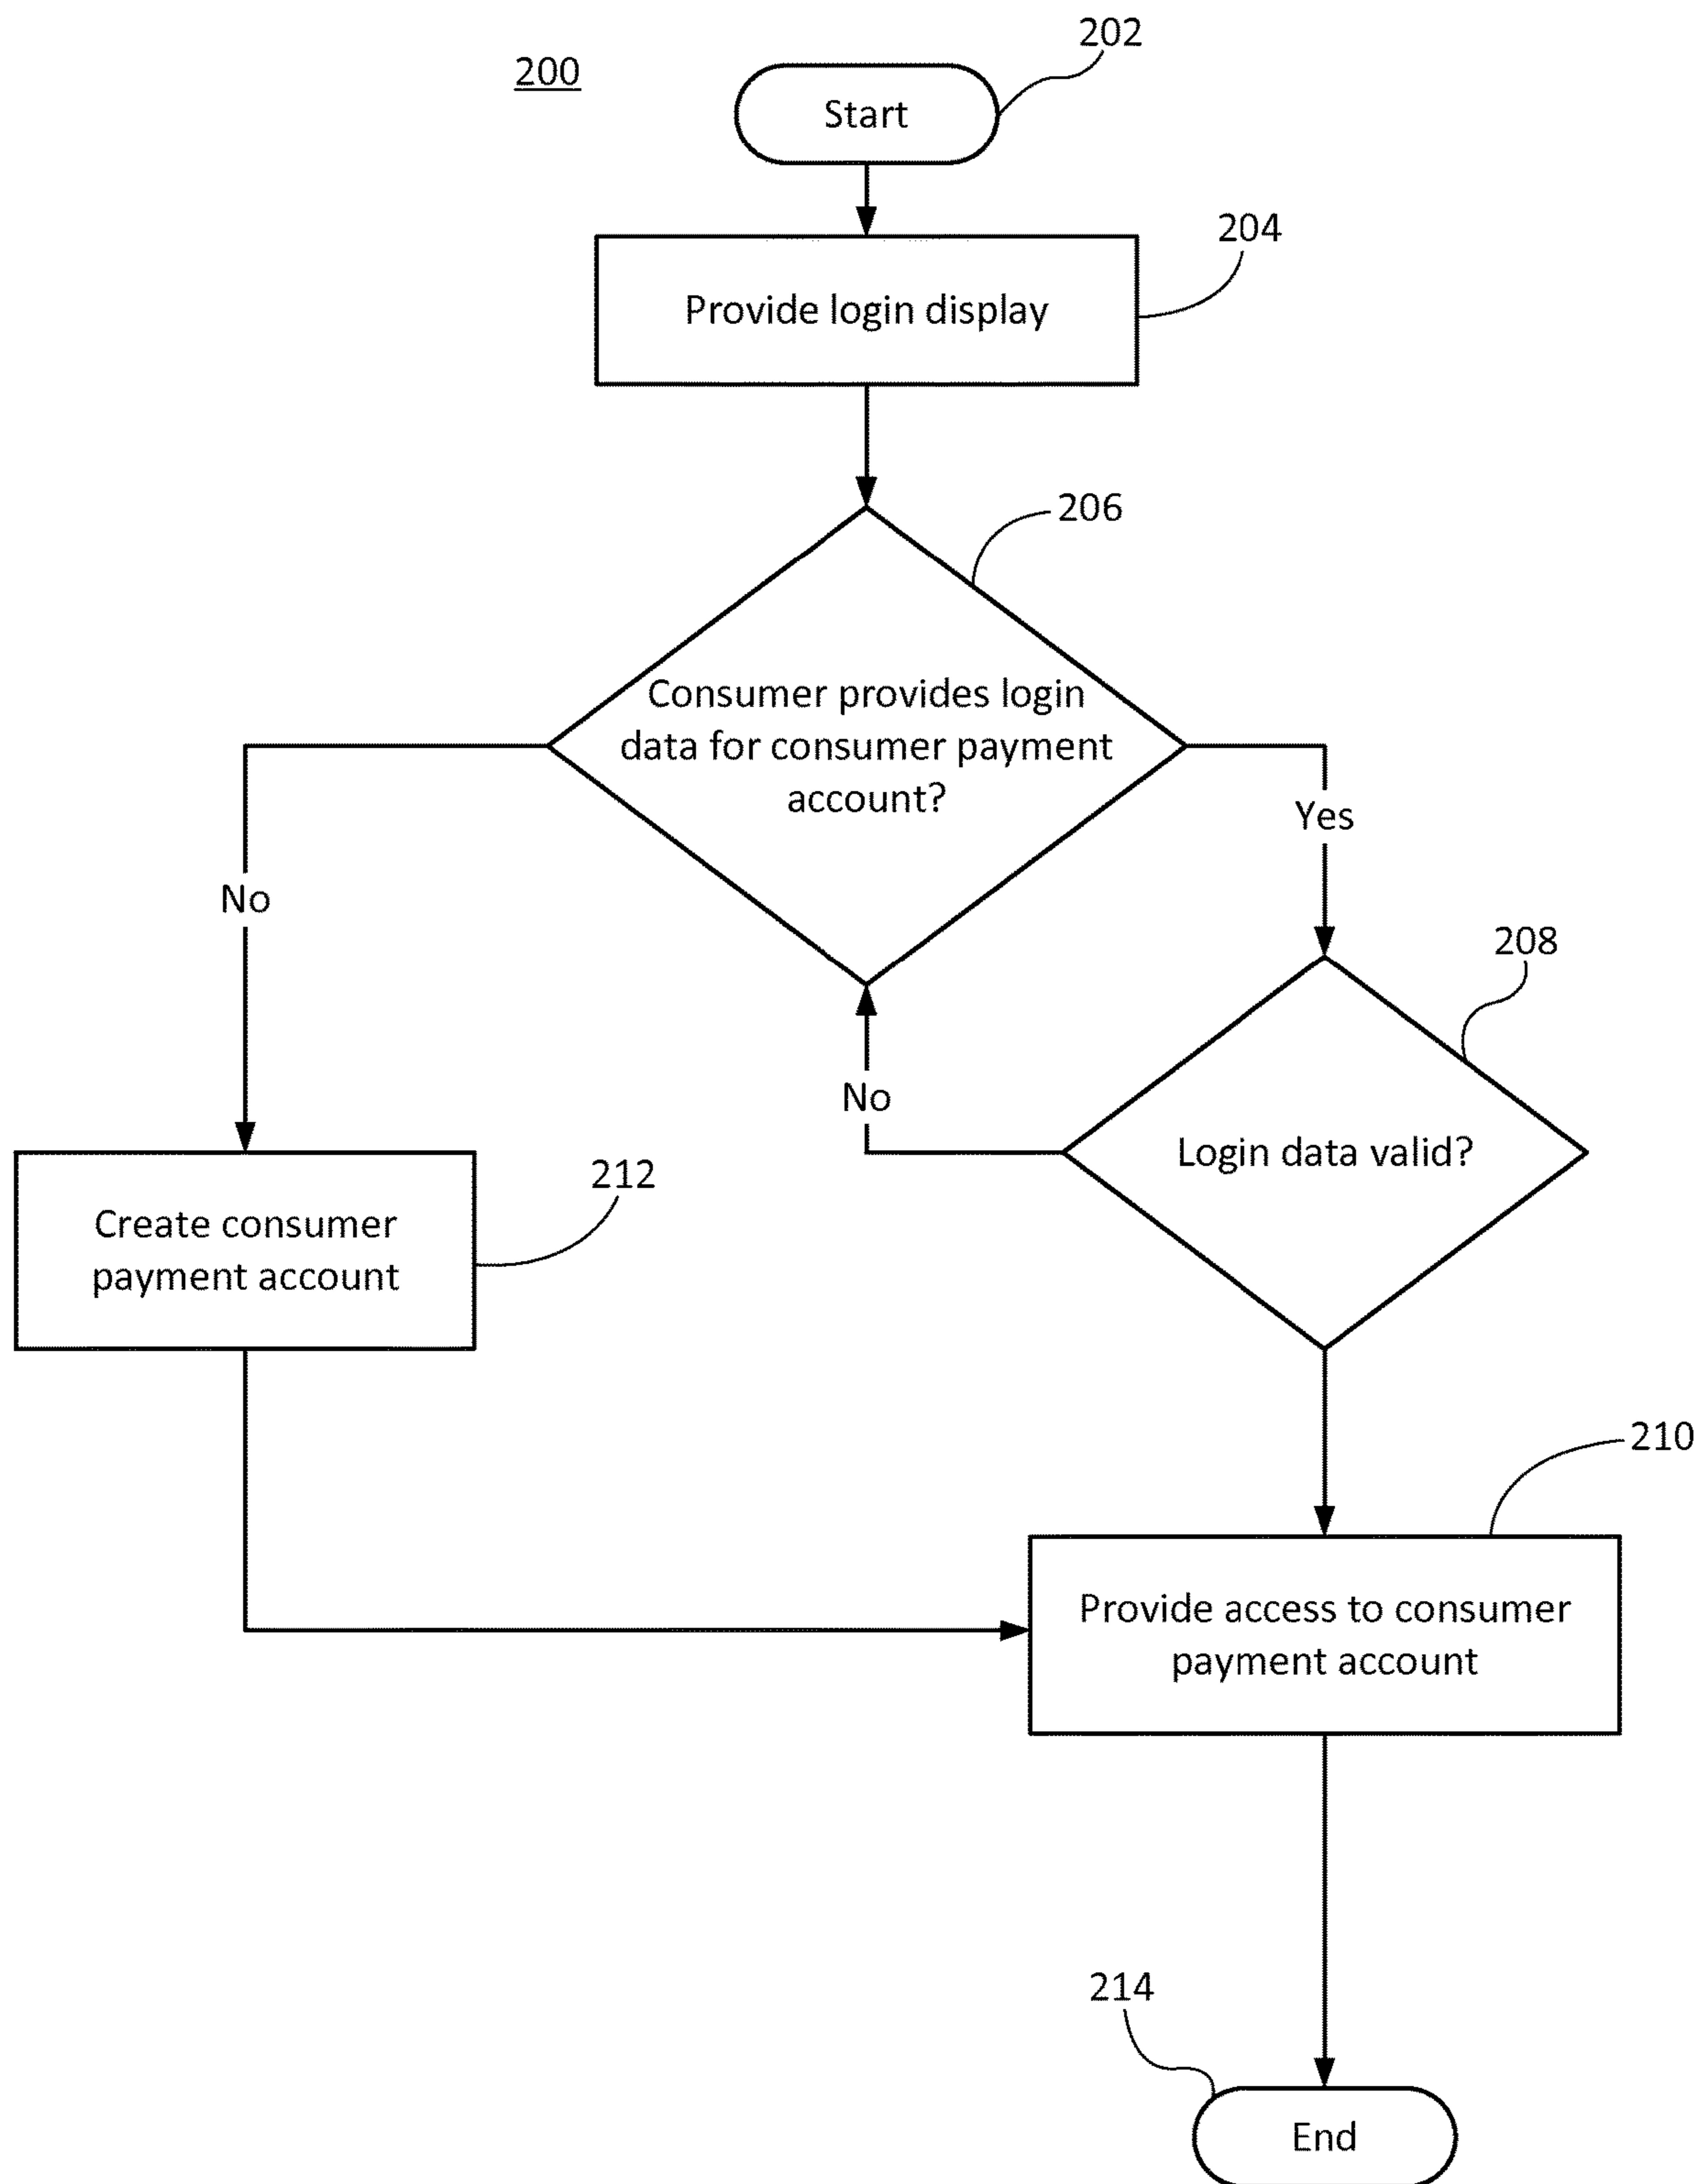 202
200
Start
204
Provide login display
206
Consumer provides login
data for consumer payment
account?
Yes
No
208
No
Login data valid?
212
Create consumer
payment account
210
Provide access to consumer
payment account
214
End